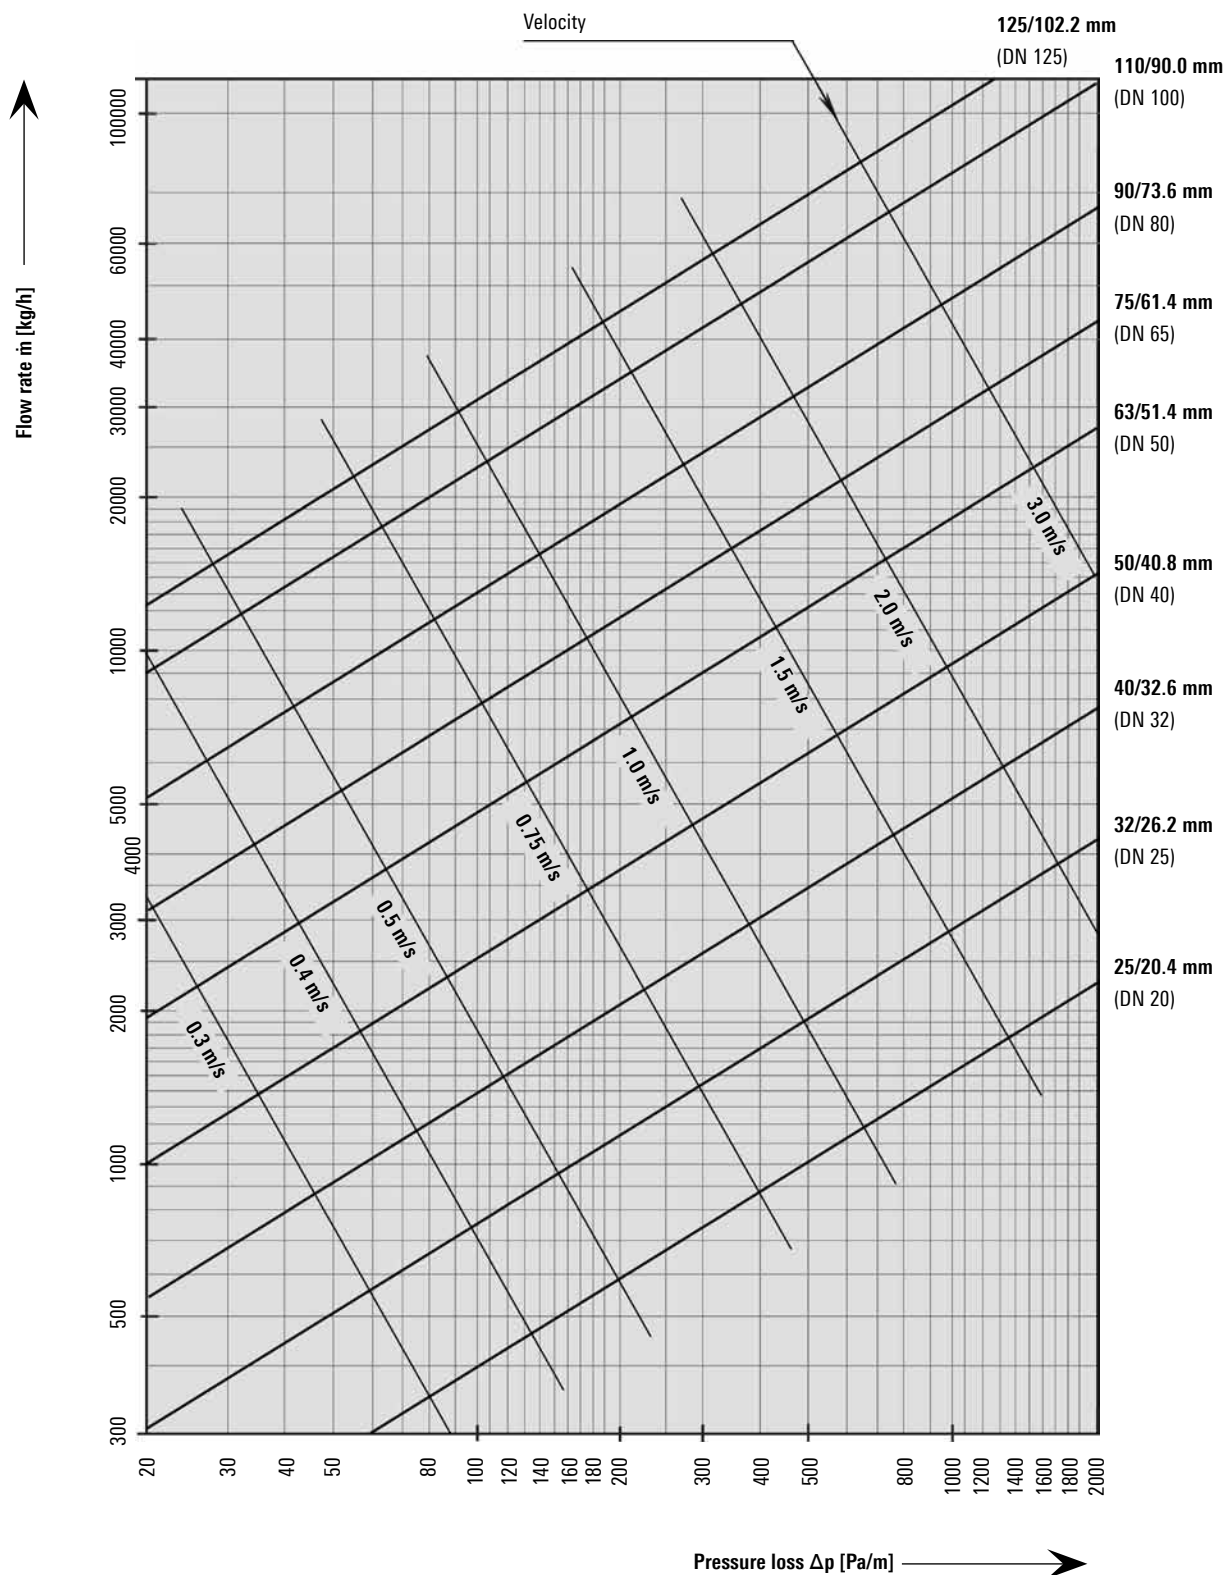 Velocity
125/102.2 mm
(DN 125)
110/90.0 mm
(DN 100)
90/73.6 mm
(DN 80)
75/61.4 mm
(DN 65)
63/51.4 mm
(DN 50)
50/40.8 mm
(DN 40)
40/32.6 mm
(DN 32)
32/26.2 mm
(DN 25)
25/20.4 mm
(DN 20)
Flow rate ṁ [kg/h]
100000
60000
40000
30000
20000
10000
5000
4000
3000
2000
1000
500
300
3.0 m/s
2.0 m/s
1.5 m/s
1.0 m/s
0.75 m/s
0.5 m/s
0.4 m/s
0.3 m/s
20 30 40 50 80 100 120 140 160 180 200 300 400 500 800 1000 1200 1400 1600 1800 2000
Pressure loss Δp [Pa/m]